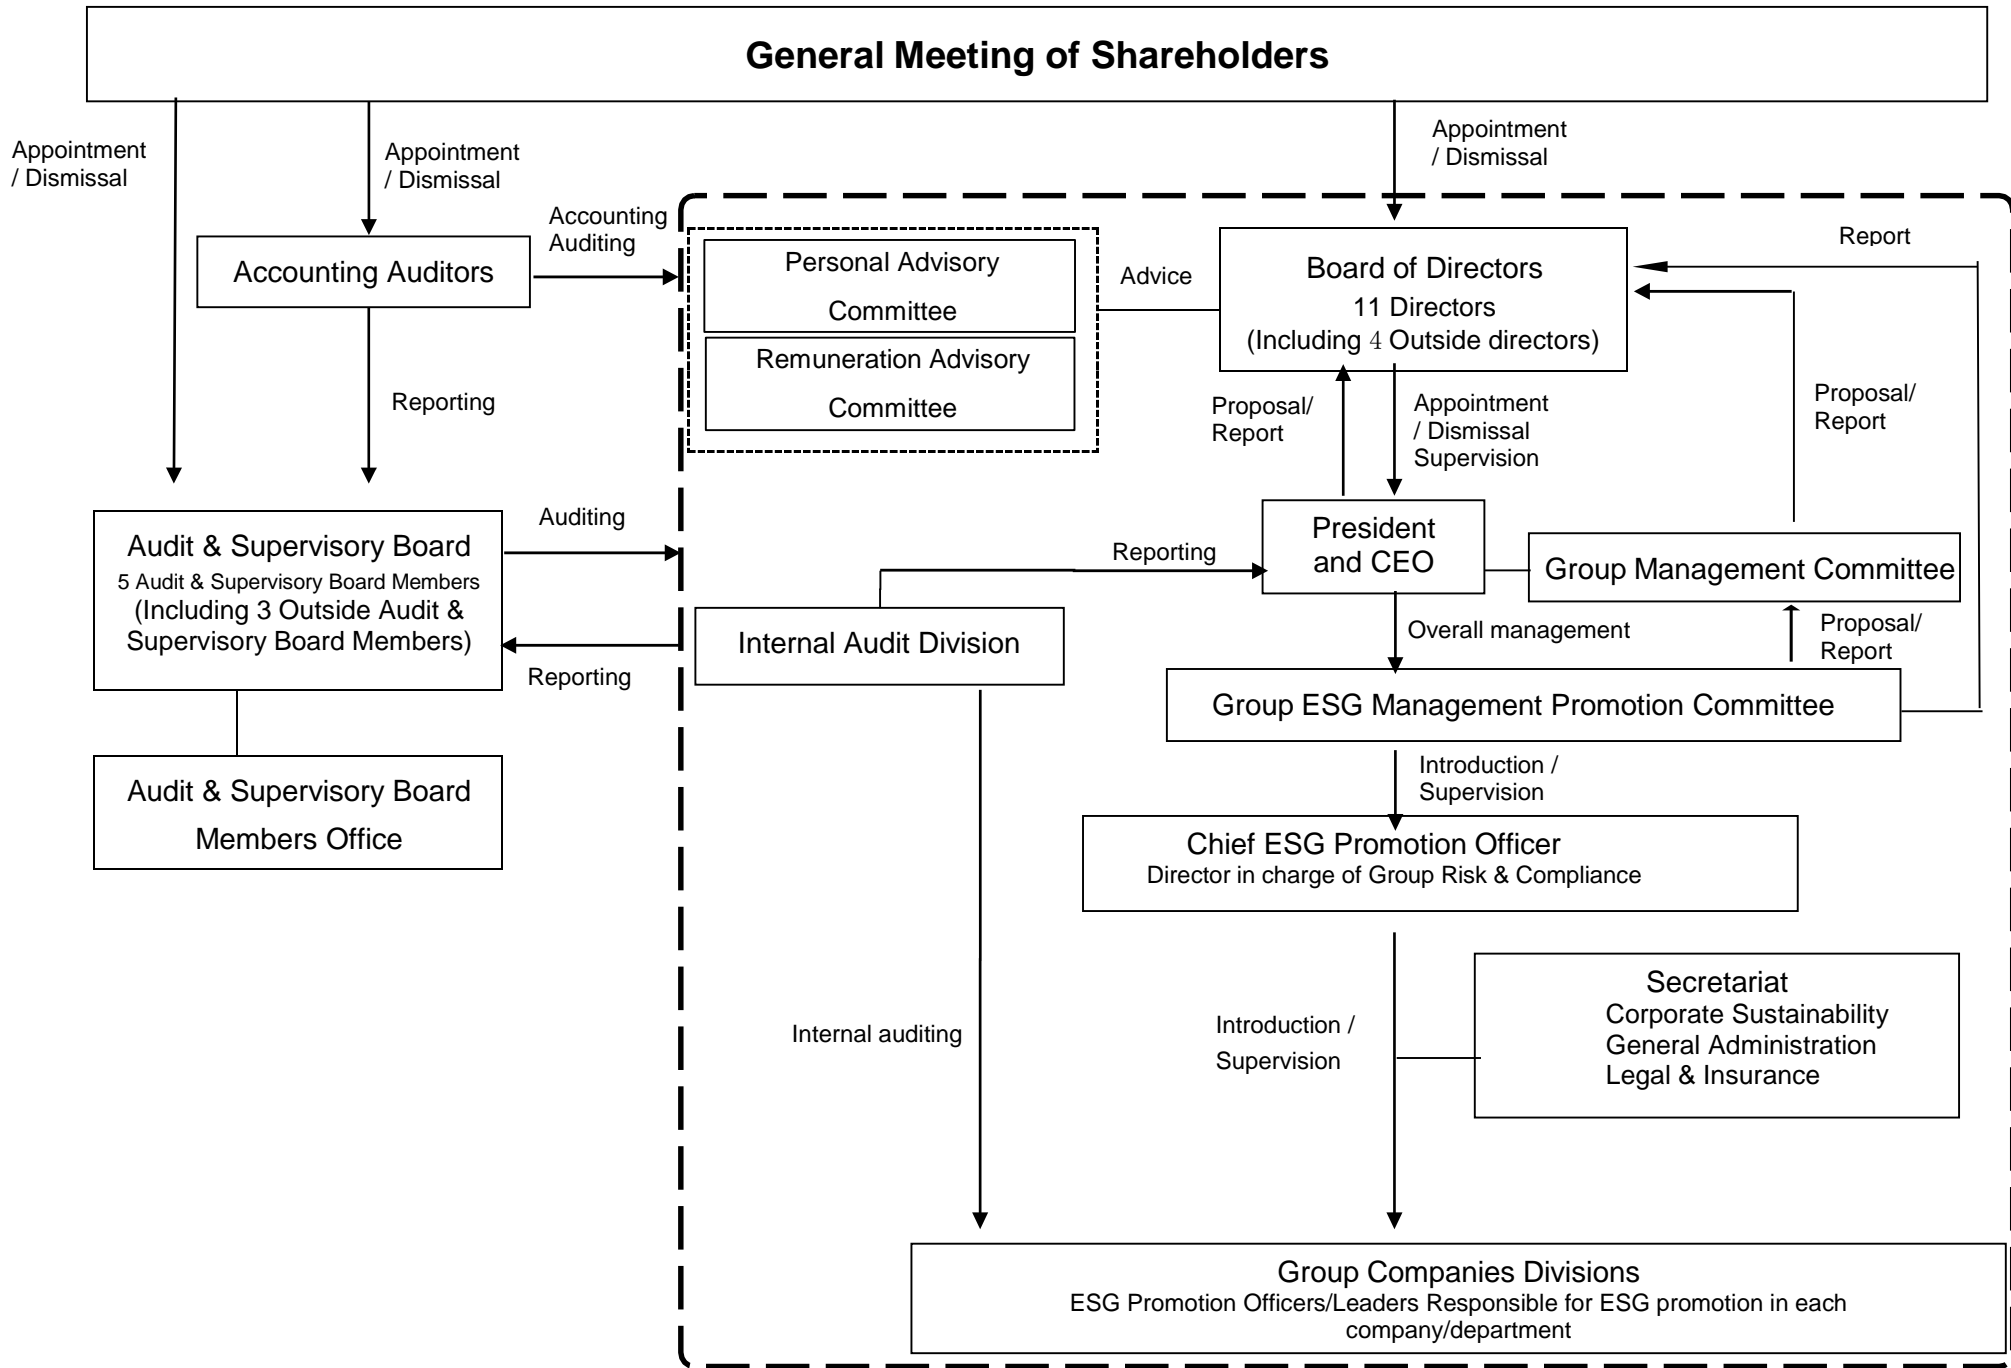 General Meeting of Shareholders
Appointment
/ Dismissal
Appointment
/ Dismissal
Appointment
/ Dismissal
Accounting
Auditing
Accounting Auditors
Personal Advisory
Committee
Remuneration Advisory
Committee
Advice
Board of Directors
11 Directors
(Including 4 Outside directors)
Report
Reporting
Proposal/
Report
Appointment
/ Dismissal
Supervision
Proposal/
Report
Audit & Supervisory Board
5 Audit & Supervisory Board Members
(Including 3 Outside Audit &
Supervisory Board Members)
Auditing
Reporting
Reporting
President
and CEO
Group Management Committee
Internal Audit Division
Overall management
Proposal/
Report
Group ESG Management Promotion Committee
Audit & Supervisory Board
Members Office
Introduction /
Supervision
Chief ESG Promotion Officer
Director in charge of Group Risk & Compliance
Internal auditing
Introduction /
Supervision
Secretariat
Corporate Sustainability
General Administration
Legal & Insurance
Group Companies Divisions
ESG Promotion Officers/Leaders Responsible for ESG promotion in each
company/department